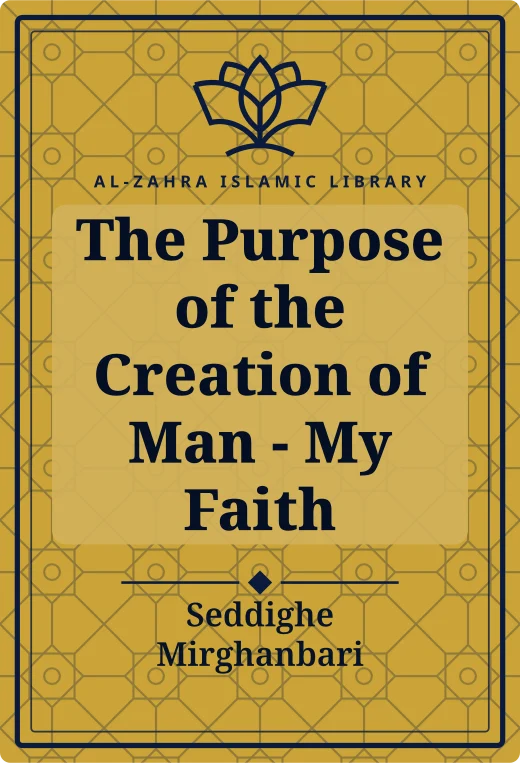 AL-ZAHRA ISLAMIC LIBRARY
The Purpose
of the
Creation of
Man - My
Faith
Seddighe
Mirghanbari